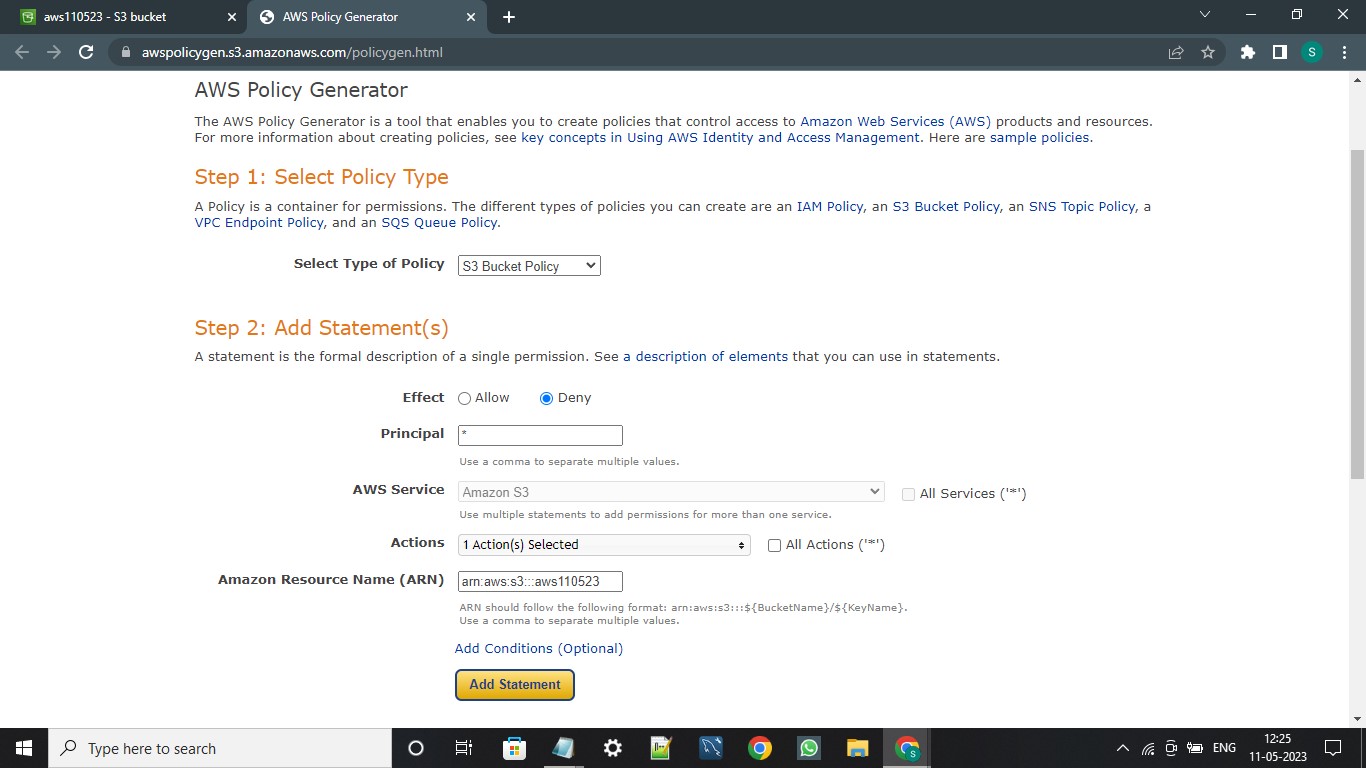 aws110523 - S3 bucket
AWS Policy Generator
awspolicygen.s3.amazonaws.com/policygen.html
S
AWS Policy Generator
The AWS Policy Generator is a tool that enables you to create policies that control access to Amazon Web Services (AWS) products and resources.
For more information about creating policies, see key concepts in Using AWS Identity and Access Management. Here are sample policies.
Step 1: Select Policy Type
A Policy is a container for permissions. The different types of policies you can create are an IAM Policy, an S3 Bucket Policy, an SNS Topic Policy, a
VPC Endpoint Policy, and an SQS Queue Policy.
Select Type of Policy S3 Bucket Policy
Step 2: Add Statement(s)
A statement is the formal description of a single permission. See a description of elements that you can use in statements.
Effect Allow Deny
Principal *
Use a comma to separate multiple values.
AWS Service Amazon S3 All Services ('*')
Use multiple statements to add permissions for more than one service.
Actions 1 Action(s) Selected All Actions ('*')
Amazon Resource Name (ARN) arn:aws:s3:::aws110523
ARN should follow the following format: arn:aws:s3:::${BucketName}/${KeyName}.
Use a comma to separate multiple values.
Add Conditions (Optional)
Add Statement
Type here to search
S
ENG
12:25
11-05-2023